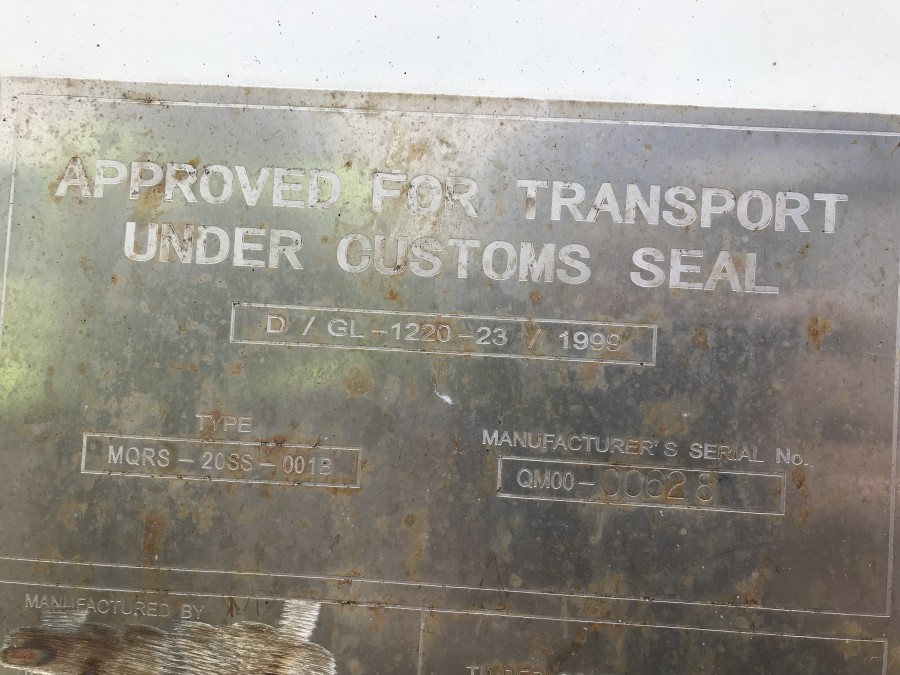 APPROVED FOR TRANSPORT
UNDER CUSTOMS SEAL
D / GL-1220-23 / 1999
TYPE
MQRS - 20SS - 001B
MANUFACTURER'S SERIAL No.
QM00-00628
MANUFACTURED BY